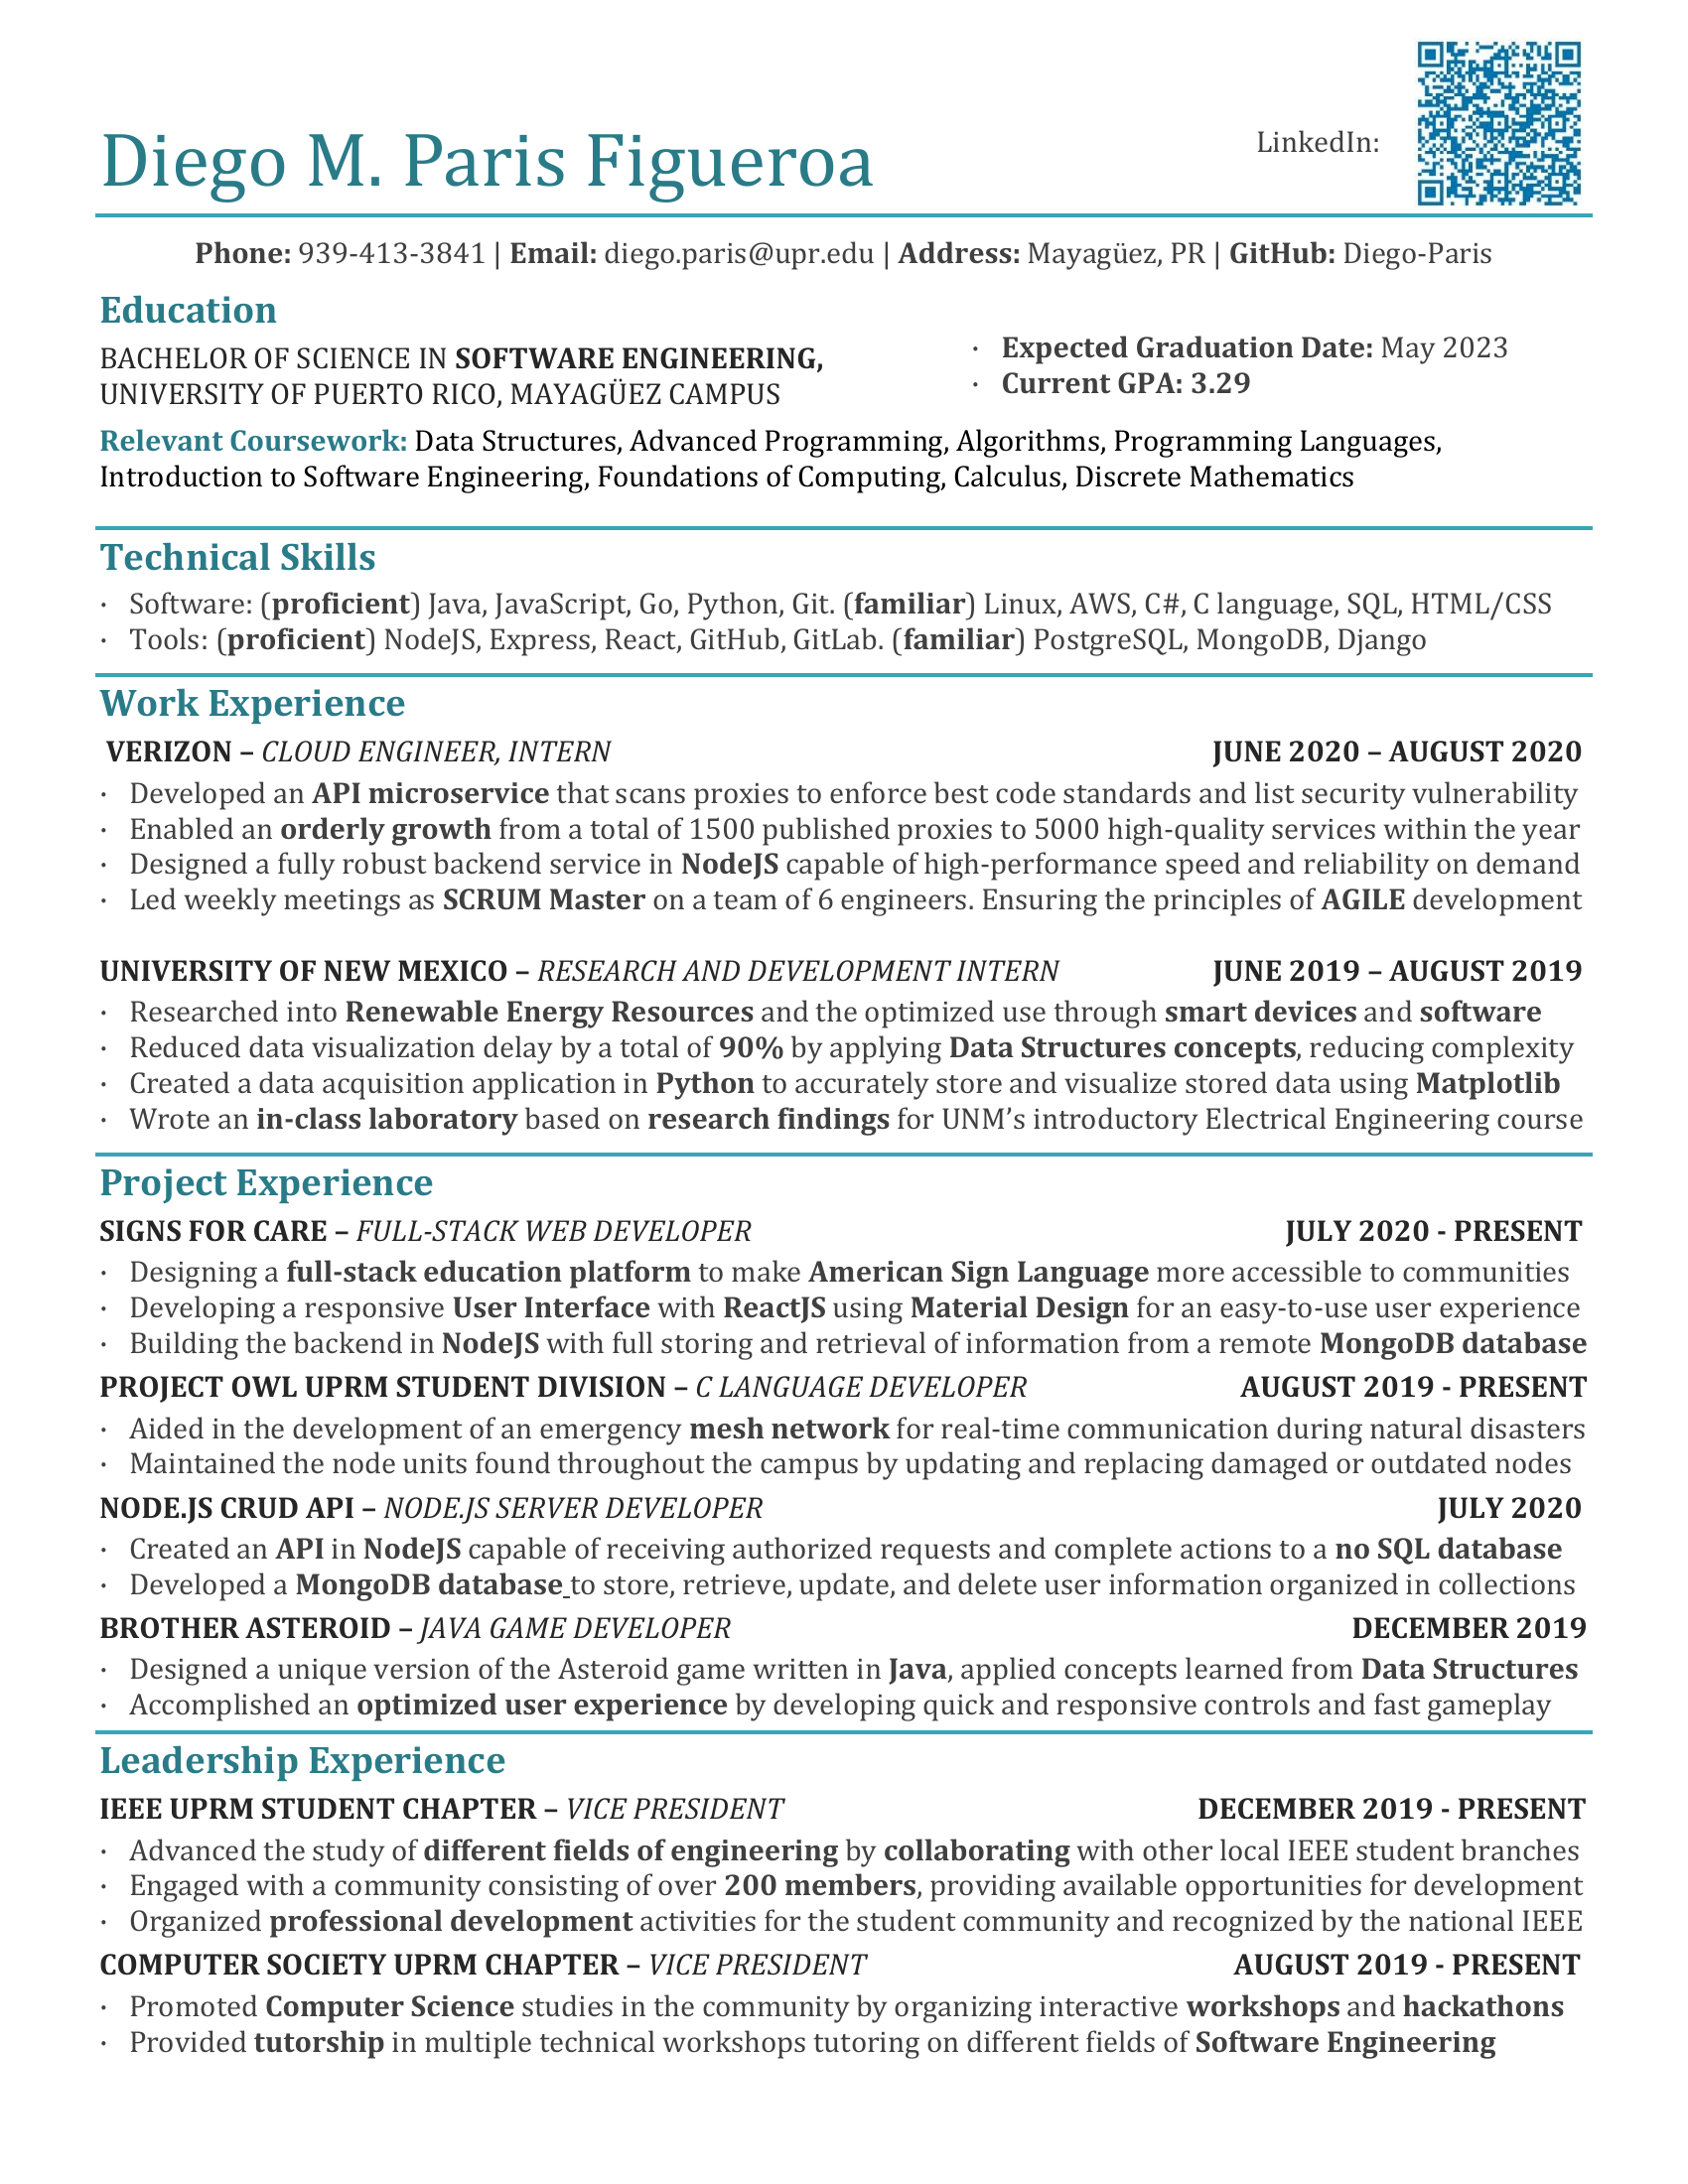 LinkedIn:
Diego M. Paris Figueroa
Phone: 939-413-3841 | Email: diego.paris@upr.edu | Address: Mayagüez, PR | GitHub: Diego-Paris
Education
BACHELOR OF SCIENCE IN SOFTWARE ENGINEERING,
UNIVERSITY OF PUERTO RICO, MAYAGÜEZ CAMPUS
· Expected Graduation Date: May 2023
· Current GPA: 3.29
Relevant Coursework: Data Structures, Advanced Programming, Algorithms, Programming Languages,
Introduction to Software Engineering, Foundations of Computing, Calculus, Discrete Mathematics
Technical Skills
· Software: (proficient) Java, JavaScript, Go, Python, Git. (familiar) Linux, AWS, C#, C language, SQL, HTML/CSS
· Tools: (proficient) NodeJS, Express, React, GitHub, GitLab. (familiar) PostgreSQL, MongoDB, Django
Work Experience
VERIZON – CLOUD ENGINEER, INTERN JUNE 2020 – AUGUST 2020
· Developed an API microservice that scans proxies to enforce best code standards and list security vulnerability
· Enabled an orderly growth from a total of 1500 published proxies to 5000 high-quality services within the year
· Designed a fully robust backend service in NodeJS capable of high-performance speed and reliability on demand
· Led weekly meetings as SCRUM Master on a team of 6 engineers. Ensuring the principles of AGILE development
UNIVERSITY OF NEW MEXICO – RESEARCH AND DEVELOPMENT INTERN JUNE 2019 – AUGUST 2019
· Researched into Renewable Energy Resources and the optimized use through smart devices and software
· Reduced data visualization delay by a total of 90% by applying Data Structures concepts, reducing complexity
· Created a data acquisition application in Python to accurately store and visualize stored data using Matplotlib
· Wrote an in-class laboratory based on research findings for UNM’s introductory Electrical Engineering course
Project Experience
SIGNS FOR CARE – FULL-STACK WEB DEVELOPER JULY 2020 - PRESENT
· Designing a full-stack education platform to make American Sign Language more accessible to communities
· Developing a responsive User Interface with ReactJS using Material Design for an easy-to-use user experience
· Building the backend in NodeJS with full storing and retrieval of information from a remote MongoDB database
PROJECT OWL UPRM STUDENT DIVISION – C LANGUAGE DEVELOPER AUGUST 2019 - PRESENT
· Aided in the development of an emergency mesh network for real-time communication during natural disasters
· Maintained the node units found throughout the campus by updating and replacing damaged or outdated nodes
NODE.JS CRUD API – NODE.JS SERVER DEVELOPER JULY 2020
· Created an API in NodeJS capable of receiving authorized requests and complete actions to a no SQL database
· Developed a MongoDB database to store, retrieve, update, and delete user information organized in collections
BROTHER ASTEROID – JAVA GAME DEVELOPER DECEMBER 2019
· Designed a unique version of the Asteroid game written in Java, applied concepts learned from Data Structures
· Accomplished an optimized user experience by developing quick and responsive controls and fast gameplay
Leadership Experience
IEEE UPRM STUDENT CHAPTER – VICE PRESIDENT DECEMBER 2019 - PRESENT
· Advanced the study of different fields of engineering by collaborating with other local IEEE student branches
· Engaged with a community consisting of over 200 members, providing available opportunities for development
· Organized professional development activities for the student community and recognized by the national IEEE
COMPUTER SOCIETY UPRM CHAPTER – VICE PRESIDENT AUGUST 2019 - PRESENT
· Promoted Computer Science studies in the community by organizing interactive workshops and hackathons
· Provided tutorship in multiple technical workshops tutoring on different fields of Software Engineering